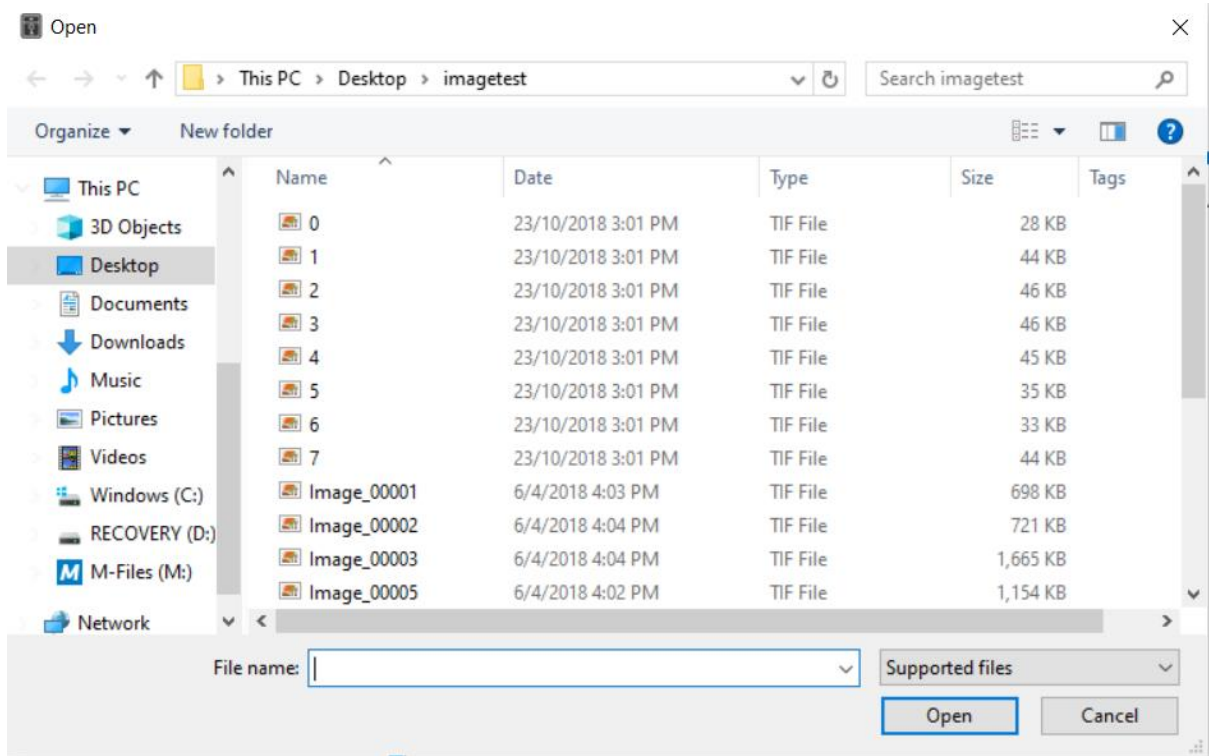 Open
This PC > Desktop > imagetest
Search imagetest
Organize
New folder
This PC
3D Objects
Desktop
Documents
Downloads
Music
Pictures
Videos
Windows (C:)
RECOVERY (D:)
M-Files (M:)
Network
Name Date Type Size Tags
0 23/10/2018 3:01 PM TIF File 28 KB
1 23/10/2018 3:01 PM TIF File 44 KB
2 23/10/2018 3:01 PM TIF File 46 KB
3 23/10/2018 3:01 PM TIF File 46 KB
4 23/10/2018 3:01 PM TIF File 45 KB
5 23/10/2018 3:01 PM TIF File 35 KB
6 23/10/2018 3:01 PM TIF File 33 KB
7 23/10/2018 3:01 PM TIF File 44 KB
Image_00001 6/4/2018 4:03 PM TIF File 698 KB
Image_00002 6/4/2018 4:04 PM TIF File 721 KB
Image_00003 6/4/2018 4:04 PM TIF File 1,665 KB
Image_00005 6/4/2018 4:02 PM TIF File 1,154 KB
File name:
Supported files
Open
Cancel